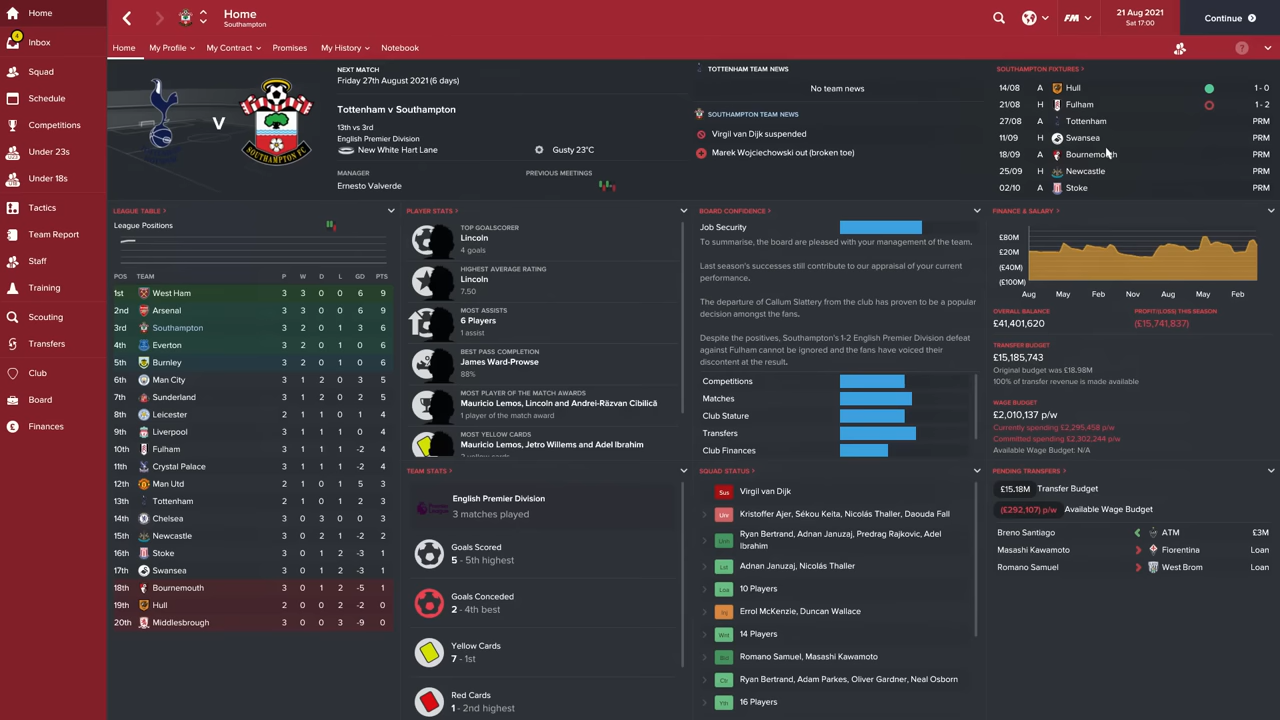 Home
4
Inbox
Squad
Schedule
Competitions
Under 23s
Under 18s
Tactics
Team Report
Staff
Training
Scouting
Transfers
Club
Board
Finances
Home
Southampton
FM
21 Aug 2021
Sat 17:00
Continue
Home My Profile My Contract Promises My History Notebook
?
V
SOUTHAMPTON FC
NEXT MATCH
Friday 27th August 2021 (6 days)
Tottenham v Southampton
13th vs 3rd
English Premier Division
New White Hart Lane
Gusty 23°C
MANAGER
Ernesto Valverde
PREVIOUS MEETINGS
TOTTENHAM TEAM NEWS
No team news
SOUTHAMPTON TEAM NEWS
Virgil van Dijk suspended
Marek Wojciechowski out (broken toe)
SOUTHAMPTON FIXTURES
14/08 A Hull 1 - 0
21/08 H Fulham 1 - 2
27/08 A Tottenham PRM
11/09 H Swansea PRM
18/09 A Bournemouth PRM
25/09 H Newcastle PRM
02/10 A Stoke PRM
LEAGUE TABLE
League Positions
POS TEAM P W D L GD PTS
1st West Ham 3 3 0 0 6 9
2nd Arsenal 3 3 0 0 6 9
3rd Southampton 3 2 0 1 3 6
4th Everton 3 2 0 1 0 6
5th Burnley 3 2 0 1 0 6
6th Man City 3 1 2 0 3 5
7th Sunderland 3 1 2 0 2 5
8th Leicester 2 1 1 0 1 4
9th Liverpool 3 1 1 1 0 4
10th Fulham 3 1 1 1 -2 4
11th Crystal Palace 3 1 1 1 -2 4
12th Man Utd 2 1 0 1 5 3
13th Tottenham 2 1 0 1 2 3
14th Chelsea 3 0 3 0 0 3
15th Newcastle 3 0 2 1 -2 2
16th Stoke 3 0 1 2 -3 1
17th Swansea 3 0 1 2 -3 1
18th Bournemouth 3 0 1 2 -5 1
19th Hull 2 0 0 2 -2 0
20th Middlesbrough 3 0 0 3 -9 0
PLAYER STATS
TOP GOALSCORER
Lincoln
4 goals
HIGHEST AVERAGE RATING
Lincoln
7.50
MOST ASSISTS
6 Players
1 assist
BEST PASS COMPLETION
James Ward-Prowse
88%
MOST PLAYER OF THE MATCH AWARDS
Mauricio Lemos, Lincoln and Andrei-Răzvan Cibilică
1 player of the match award
MOST YELLOW CARDS
Mauricio Lemos, Jetro Willems and Adel Ibrahim
2 yellow cards
TEAM STATS
English Premier Division
3 matches played
Goals Scored
5 - 5th highest
Goals Conceded
2 - 4th best
Yellow Cards
7 - 1st
Red Cards
1 - 2nd highest
BOARD CONFIDENCE
Job Security
To summarise, the board are pleased with your management of the team.
Last season's successes still contribute to our appraisal of your current
performance.
The departure of Callum Slattery from the club has proven to be a popular
decision amongst the fans.
Despite the positives, Southampton's 1-2 English Premier Division defeat
against Fulham cannot be ignored and the fans have voiced their
discontent at the result.
Competitions
Matches
Club Stature
Transfers
Club Finances
SQUAD STATUS
Sus Virgil van Dijk
Unr Kristoffer Ajer, Sékou Keita, Nicolás Thaller, Daouda Fall
Unh Ryan Bertrand, Adnan Januzaj, Predrag Rajkovic, Adel
Ibrahim
Lst Adnan Januzaj, Nicolás Thaller
Loa 10 Players
Inj Errol McKenzie, Duncan Wallace
Wnt 14 Players
Bid Romano Samuel, Masashi Kawamoto
Ctr Ryan Bertrand, Adam Parkes, Oliver Gardner, Neal Osborn
Yth 16 Players
FINANCE & SALARY
£80M
£20M
(£40M)
(£100M)
Aug May Feb Nov Aug May Feb
OVERALL BALANCE
£41,401,620
PROFIT/(LOSS) THIS SEASON
(£15,741,837)
TRANSFER BUDGET
£15,185,743
Original budget was £18.98M
100% of transfer revenue is made available
WAGE BUDGET
£2,010,137 p/w
Currently spending £2,295,458 p/w
Committed spending £2,302,244 p/w
Available Wage Budget: N/A
PENDING TRANSFERS
£15.18M Transfer Budget
(£292,107) p/w Available Wage Budget
Breno Santiago ATM £3M
Masashi Kawamoto Fiorentina Loan
Romano Samuel West Brom Loan